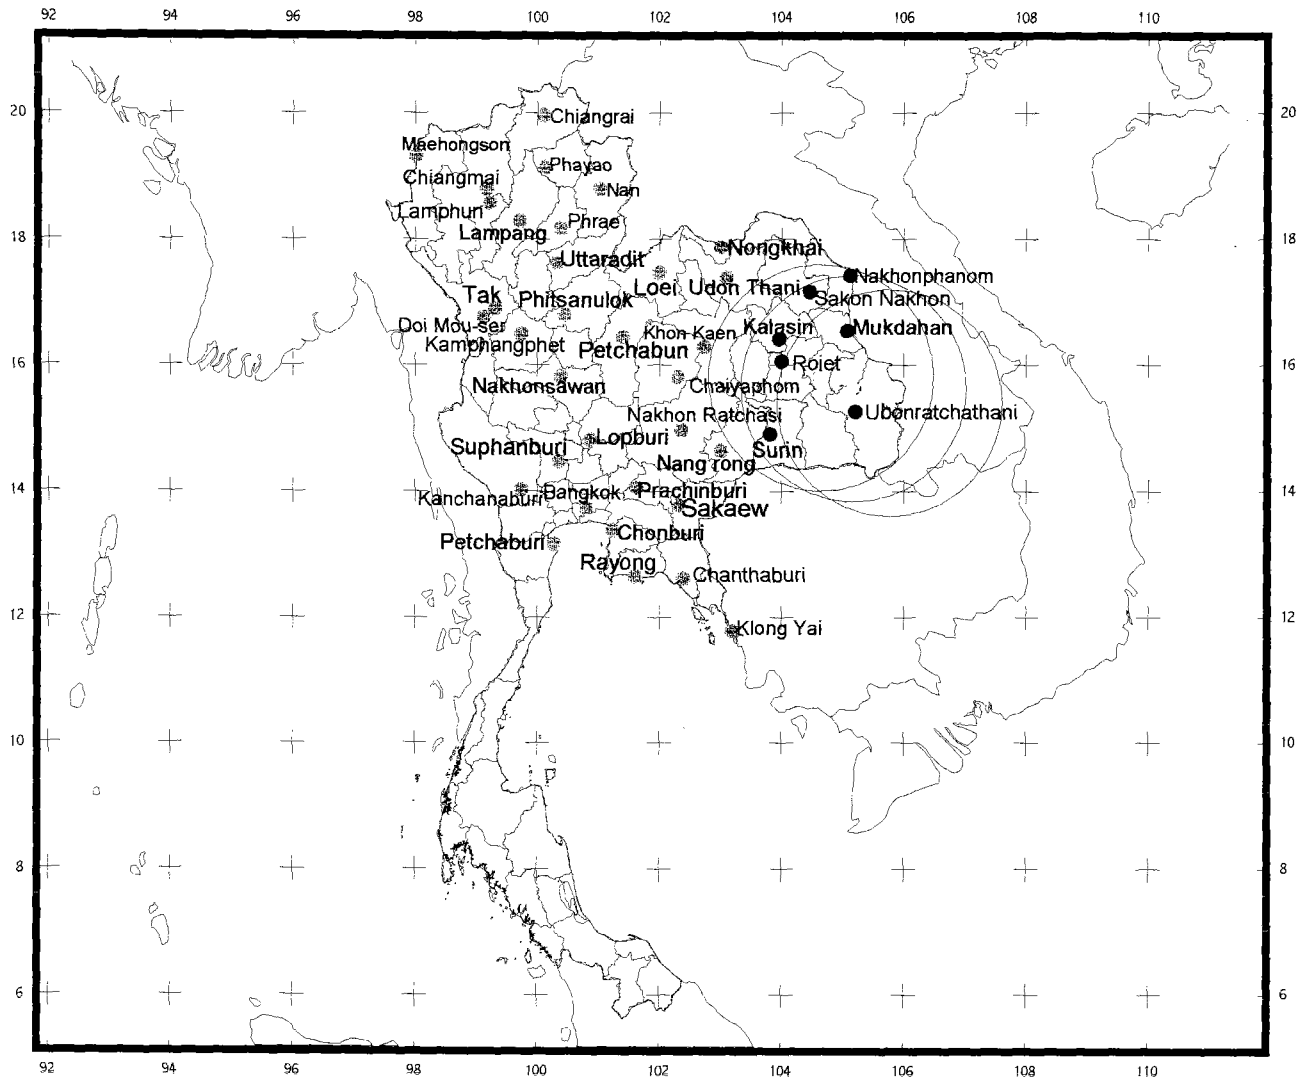 92 96 96 98 100 102 104 106 108 110
20 20
Chiangrai
Maehongson
Phayao
Chiangmai
Nan
Lamphuri
Phrae
Lampang
18 18
Nongkhai
Uttaradit
Nakhonphanom
Loei Udon Thani
Tak Phitsanulok
Sakon Nakhon
Doi Mou-ser
Khon Kaen Kalasin Mukdahan
Kamphangphet
Petchabun
16 Roiet 16
Nakhonsawan Chaiyaphom
Nakhon Ratchasi Ubonratchathani
Lopburi
Suphanburi Surin
Nang rong
14 14
Kanchanaburi Bangkok Prachinburi
Sakaew
Petchaburi Chonburi
Rayong
Chanthaburi
12 12
Klong Yai
10 10
8 8
6 6
92 94 96 98 100 102 104 106 108 110